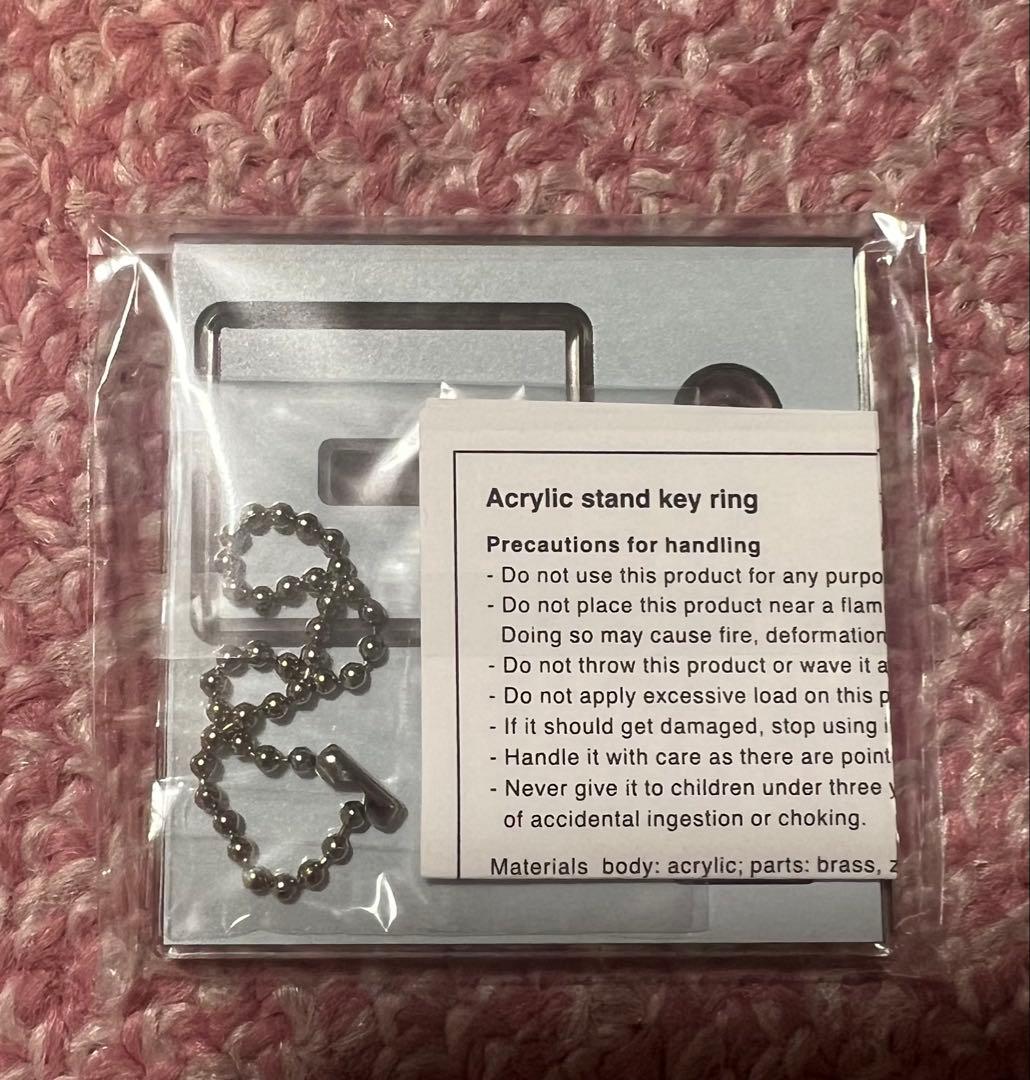 Acrylic stand key ring
Precautions for handling
- Do not use this product for any purpo
- Do not place this product near a flam
Doing so may cause fire, deformation
- Do not throw this product or wave it a
- Do not apply excessive load on this p
- If it should get damaged, stop using i
- Handle it with care as there are point
- Never give it to children under three y
of accidental ingestion or choking.
Materials body: acrylic; parts: brass, z